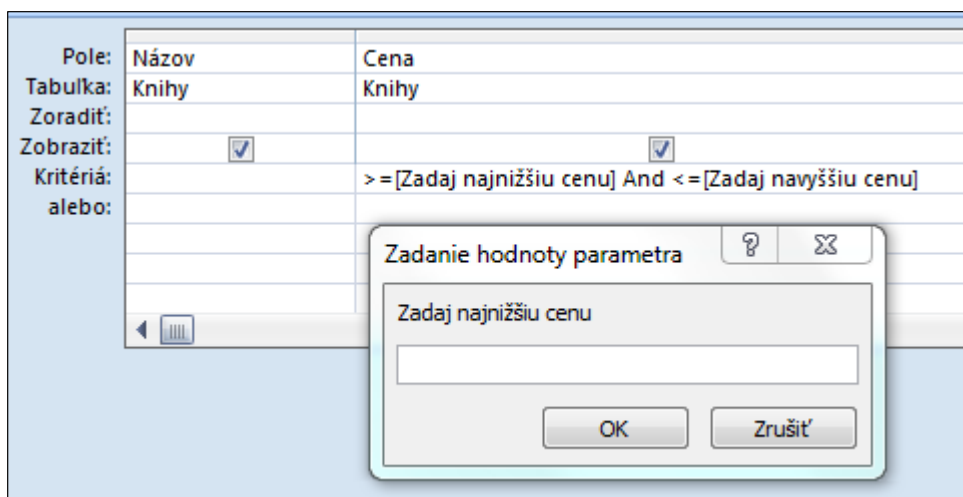 Pole: Názov Cena
Tabuľka: Knihy Knihy
Zoradiť:
Zobraziť:
Kritériá: >=[Zadaj najnižšiu cenu] And <=[Zadaj navyššiu cenu]
alebo:
Zadanie hodnoty parametra
Zadaj najnižšiu cenu
OK Zrušiť